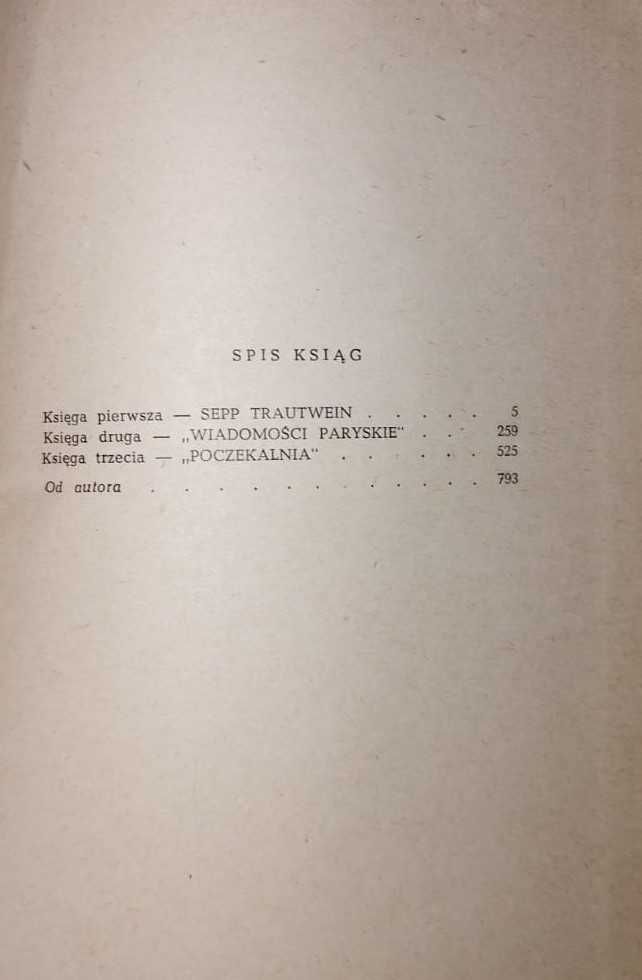 SPIS KSIĄG
Księga pierwsza — SEPP TRAUTWEIN . . . . . 5
Księga druga — „WIADOMOŚCI PARYSKIE“ . . . 259
Księga trzecia — „POCZEKALNIA“ . . . . . . 525
Od autora . . . . . . . . . . . 793